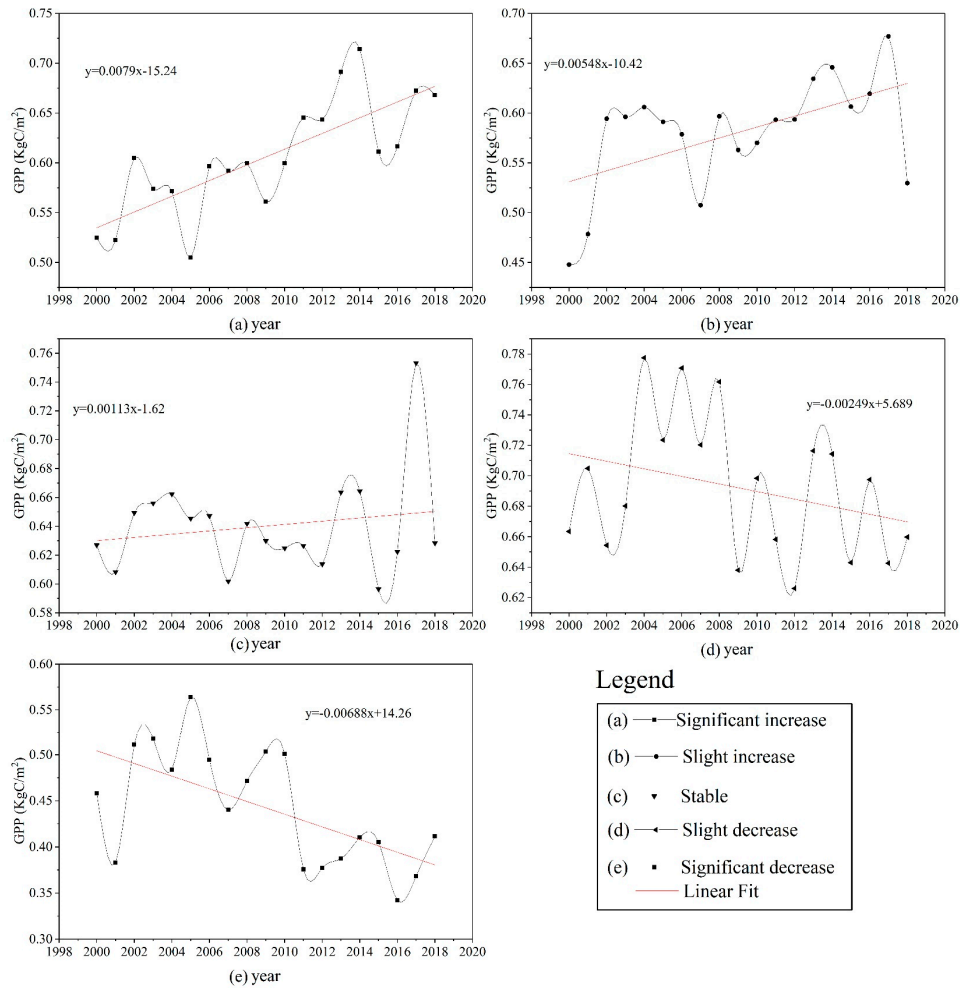 0.75
0.70
0.65
0.60
0.55
0.50
GPP (KgC/m²)
y=0.0079x-15.24
1998 2000 2002 2004 2006 2008 2010 2012 2014 2016 2018 2020
(a) year
0.70
0.65
0.60
0.55
0.50
0.45
GPP (KgC/m²)
y=0.00548x-10.42
1998 2000 2002 2004 2006 2008 2010 2012 2014 2016 2018 2020
(b) year
0.76
0.74
0.72
0.70
0.68
0.66
0.64
0.62
0.60
0.58
GPP (KgC/m²)
y=0.00113x-1.62
1998 2000 2002 2004 2006 2008 2010 2012 2014 2016 2018 2020
(c) year
0.78
0.76
0.74
0.72
0.70
0.68
0.66
0.64
0.62
GPP (KgC/m²)
y=-0.00249x+5.689
1998 2000 2002 2004 2006 2008 2010 2012 2014 2016 2018 2020
(d) year
0.60
0.55
0.50
0.45
0.40
0.35
0.30
GPP (KgC/m²)
y=-0.00688x+14.26
1998 2000 2002 2004 2006 2008 2010 2012 2014 2016 2018 2020
(e) year
Legend
(a) Significant increase
(b) Slight increase
(c) Stable
(d) Slight decrease
(e) Significant decrease
Linear Fit